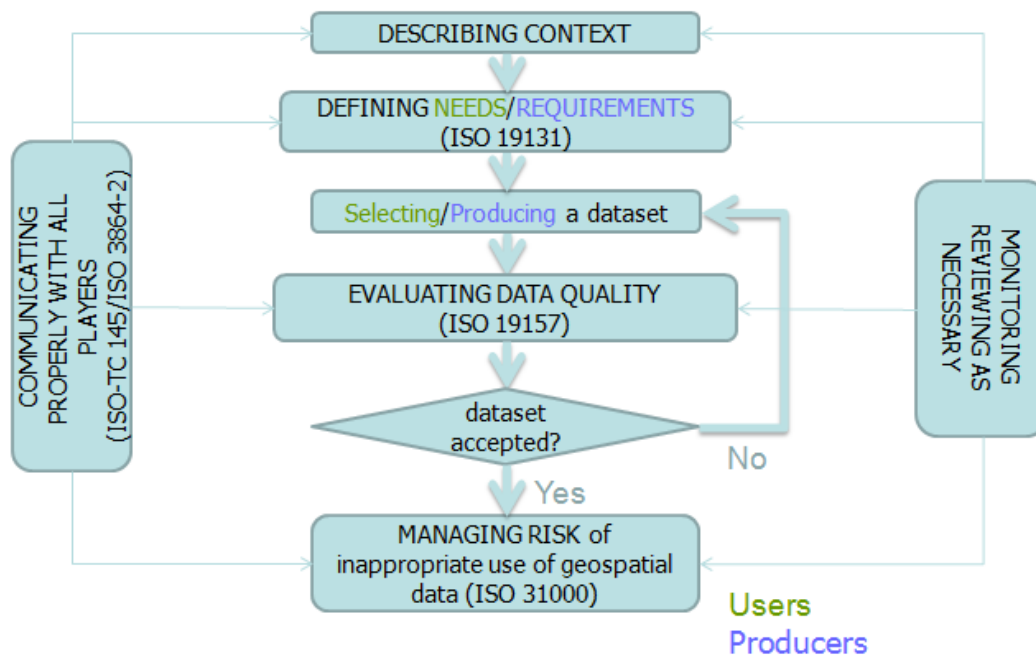 DESCRIBING CONTEXT
DEFINING NEEDS/REQUIREMENTS
(ISO 19131)
Selecting/Producing a dataset
EVALUATING DATA QUALITY
(ISO 19157)
dataset
accepted?
No
Yes
MANAGING RISK of
inappropriate use of geospatial
data (ISO 31000)
COMMUNICATING
PROPERLY WITH ALL
PLAYERS
(ISO-TC 145/ISO 3864-2)
MONITORING
REVIEWING AS
NECESSARY
Users
Producers